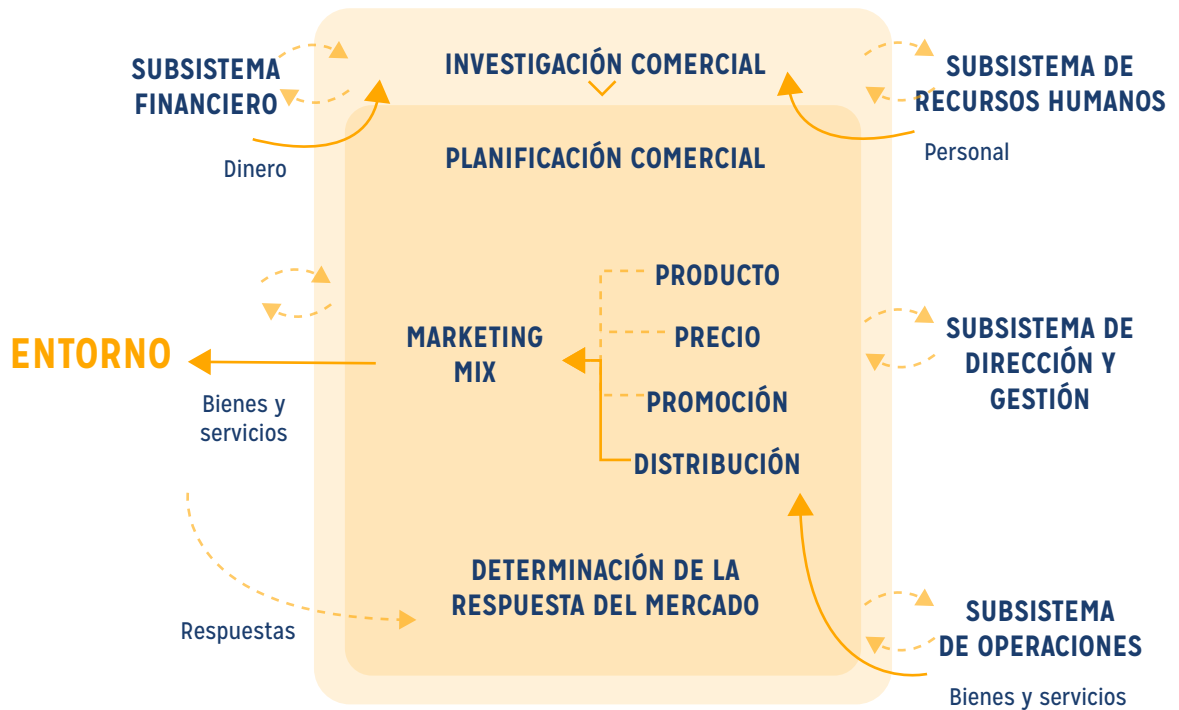 INVESTIGACIÓN COMERCIAL
SUBSISTEMA
FINANCIERO
Dinero
SUBSISTEMA DE
RECURSOS HUMANOS
Personal
PLANIFICACIÓN COMERCIAL
ENTORNO
Bienes y
servicios
MARKETING
MIX
PRODUCTO
PRECIO
PROMOCIÓN
DISTRIBUCIÓN
SUBSISTEMA DE
DIRECCIÓN Y
GESTIÓN
Respuestas
DETERMINACIÓN DE LA
RESPUESTA DEL MERCADO
SUBSISTEMA
DE OPERACIONES
Bienes y servicios